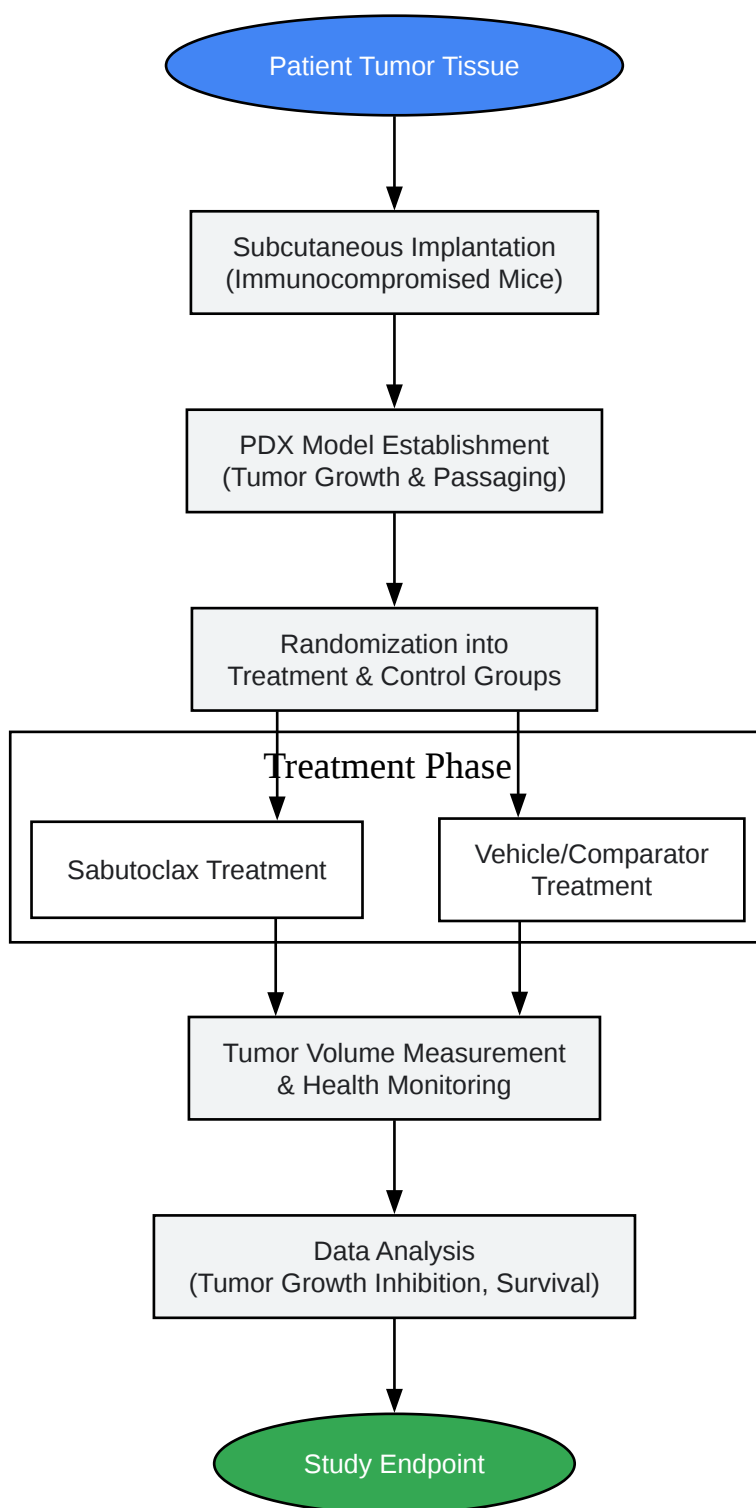 Patient Tumor Tissue
Subcutaneous Implantation
(Immunocompromised Mice)
PDX Model Establishment
(Tumor Growth & Passaging)
Randomization into
Treatment & Control Groups
Treatment Phase
Sabutoclax Treatment
Vehicle/Comparator
Treatment
Tumor Volume Measurement
& Health Monitoring
Data Analysis
(Tumor Growth Inhibition, Survival)
Study Endpoint